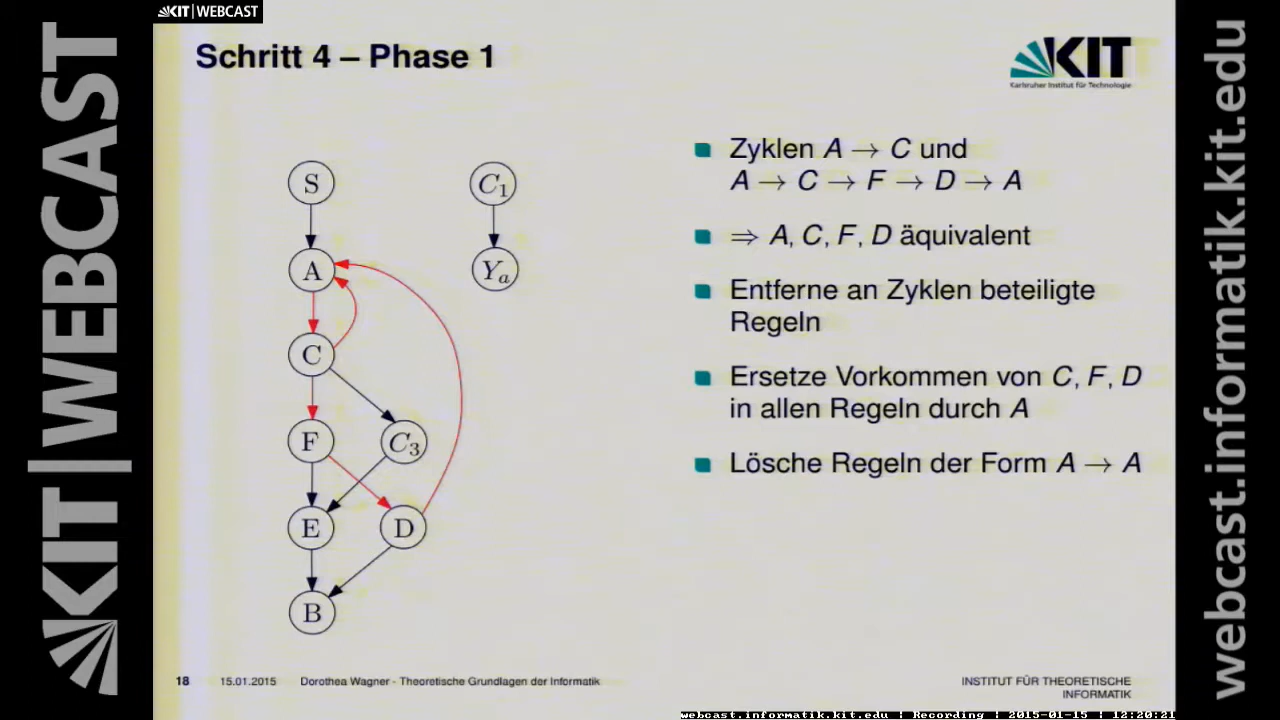 KIT | WEBCAST
Schritt 4 – Phase 1
KIT
Karlsruher Institut für Technologie
S
C₁
A
Yₐ
C
F
C₃
E
D
B
Zyklen A → C und
A → C → F → D → A
⇒ A, C, F, D äquivalent
Entferne an Zyklen beteiligte
Regeln
Ersetze Vorkommen von C, F, D
in allen Regeln durch A
Lösche Regeln der Form A → A
18 15.01.2015 Dorothea Wagner - Theoretische Grundlagen der Informatik
INSTITUT FÜR THEORETISCHE
INFORMATIK
KIT | WEBCAST
webcast.informatik.kit.edu
webcast.informatik.kit.edu | Recording | 2015-01-15 | 12:20:21